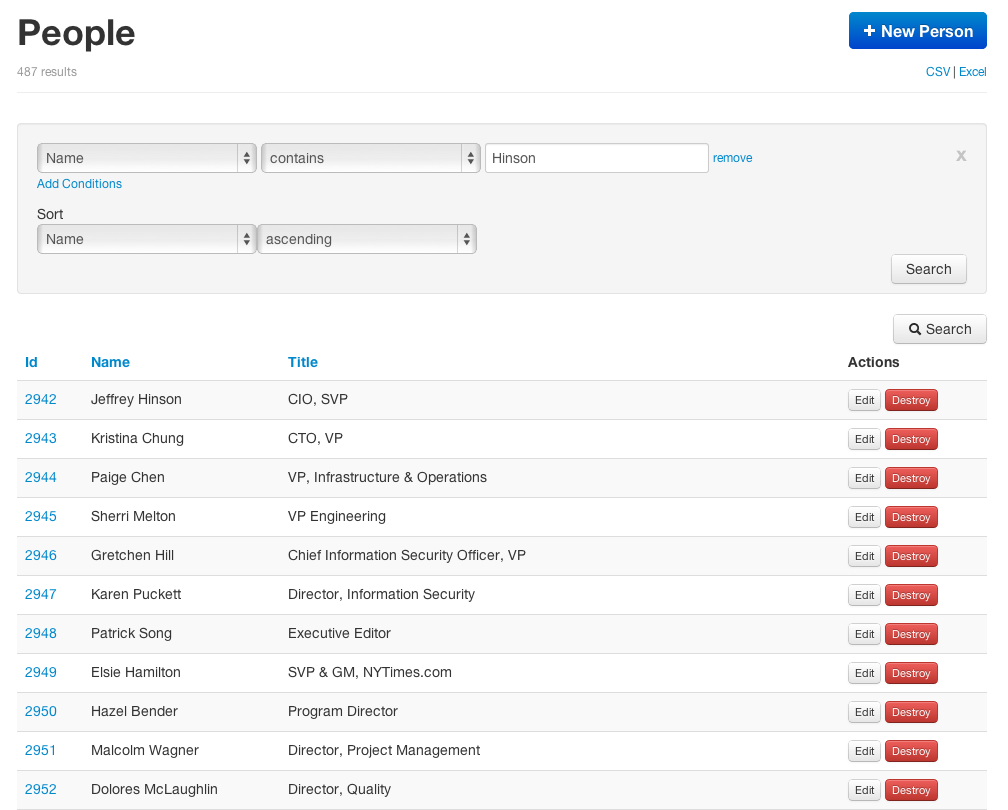 People
+ New Person
487 results
CSV | Excel
Name contains Hinson remove x
Add Conditions
Sort
Name ascending
Search
Search
Id Name Title Actions
2942 Jeffrey Hinson CIO, SVP Edit Destroy
2943 Kristina Chung CTO, VP Edit Destroy
2944 Paige Chen VP, Infrastructure & Operations Edit Destroy
2945 Sherri Melton VP Engineering Edit Destroy
2946 Gretchen Hill Chief Information Security Officer, VP Edit Destroy
2947 Karen Puckett Director, Information Security Edit Destroy
2948 Patrick Song Executive Editor Edit Destroy
2949 Elsie Hamilton SVP & GM, NYTimes.com Edit Destroy
2950 Hazel Bender Program Director Edit Destroy
2951 Malcolm Wagner Director, Project Management Edit Destroy
2952 Dolores McLaughlin Director, Quality Edit Destroy